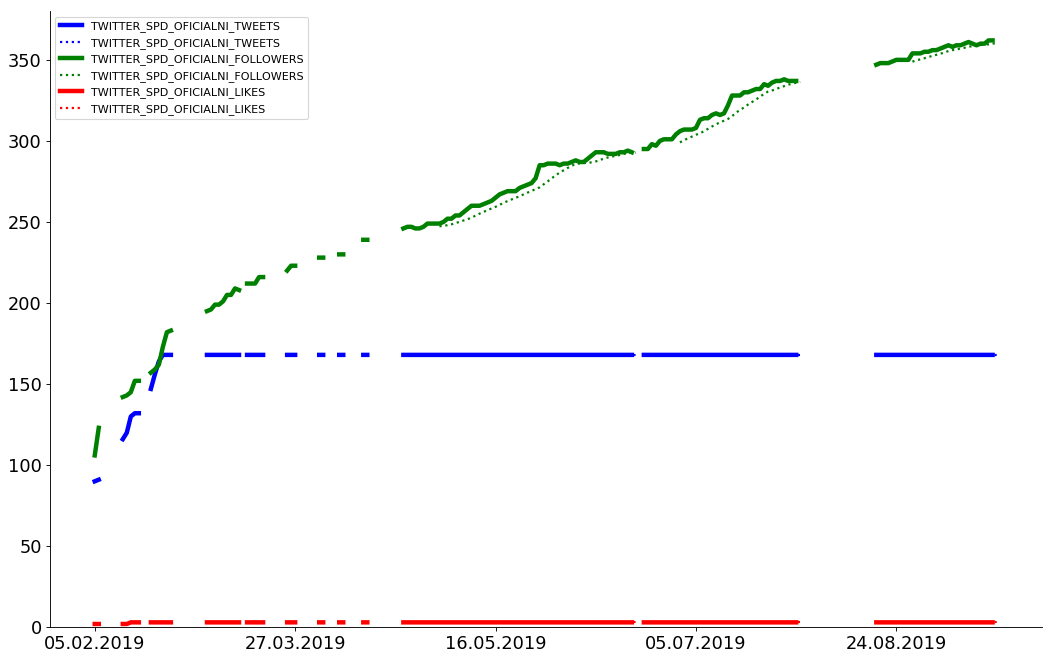 TWITTER_SPD_OFICIALNI_TWEETS
TWITTER_SPD_OFICIALNI_TWEETS
TWITTER_SPD_OFICIALNI_FOLLOWERS
TWITTER_SPD_OFICIALNI_FOLLOWERS
TWITTER_SPD_OFICIALNI_LIKES
TWITTER_SPD_OFICIALNI_LIKES
350
300
250
200
150
100
50
0
05.02.2019 27.03.2019 16.05.2019 05.07.2019 24.08.2019